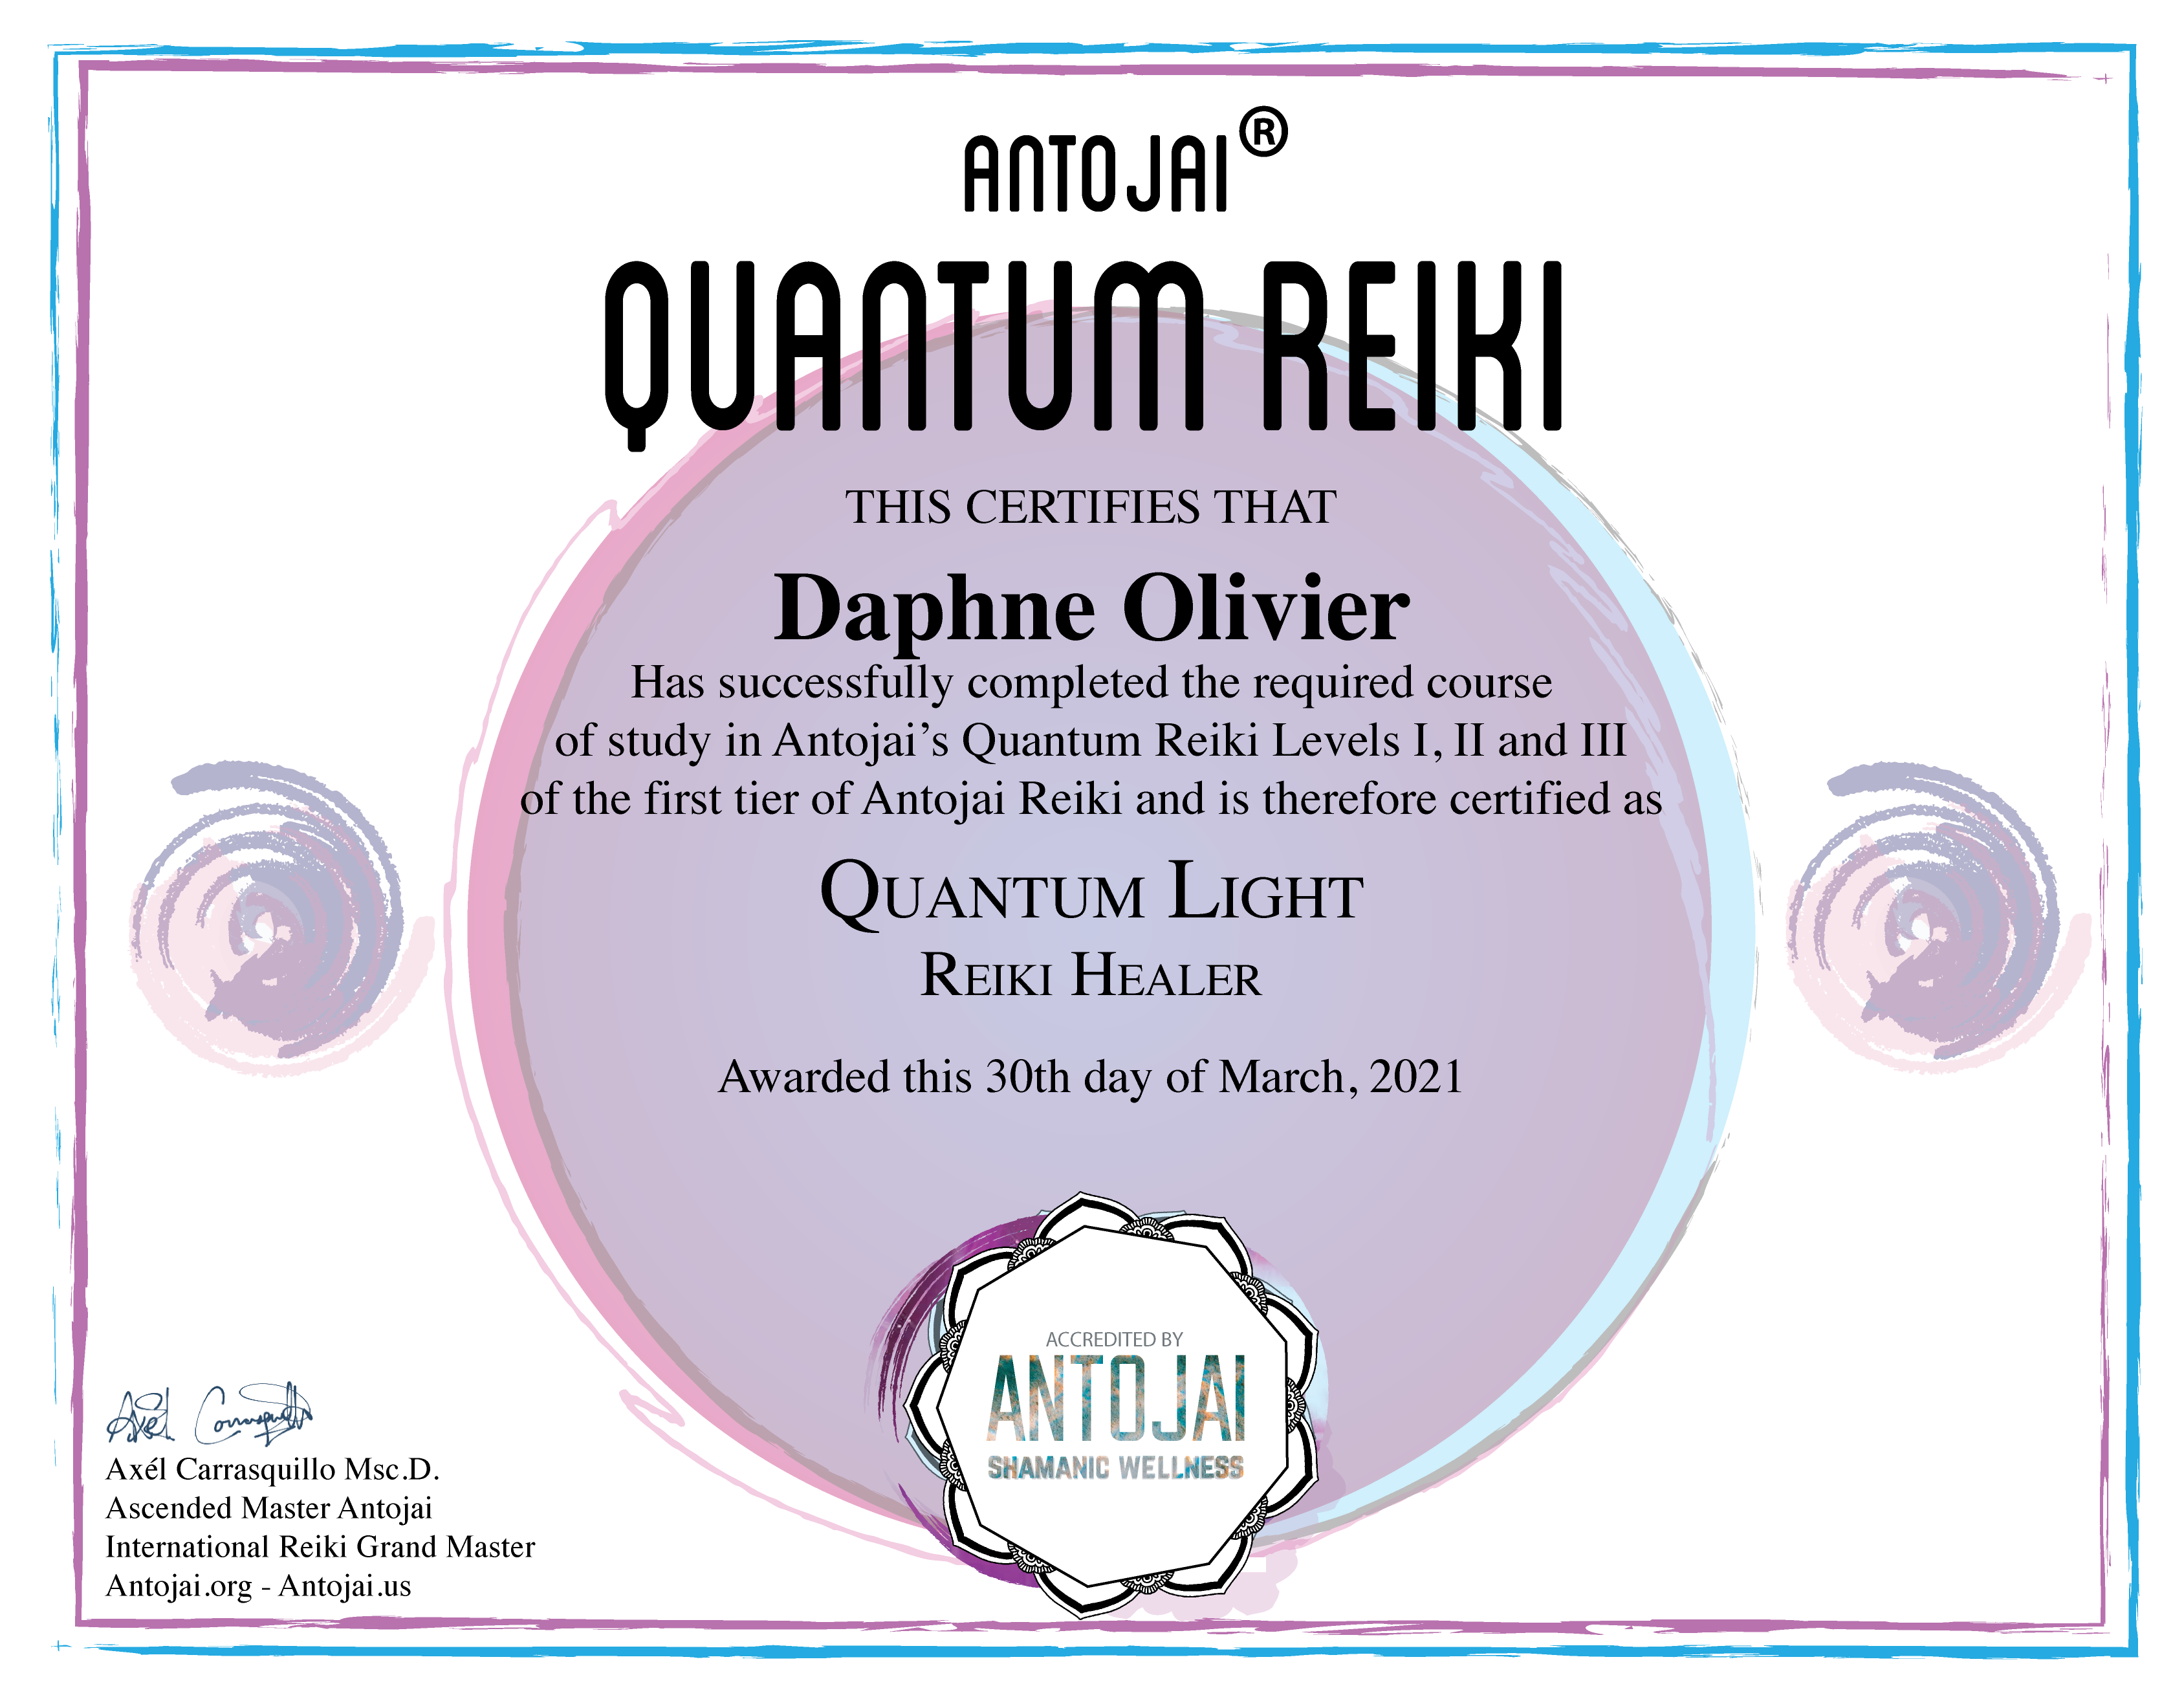 ANTOJAI®
QUANTUM REIKI
THIS CERTIFIES THAT
Daphne Olivier
Has successfully completed the required course
of study in Antojai's Quantum Reiki Levels I, II and III
of the first tier of Antojai Reiki and is therefore certified as
QUANTUM LIGHT
REIKI HEALER
Awarded this 30th day of March, 2021
ACCREDITED BY
ANTOJAI
SHAMANIC WELLNESS
Axél Carrasquillo
Axél Carrasquillo Msc.D.
Ascended Master Antojai
International Reiki Grand Master
Antojai.org - Antojai.us